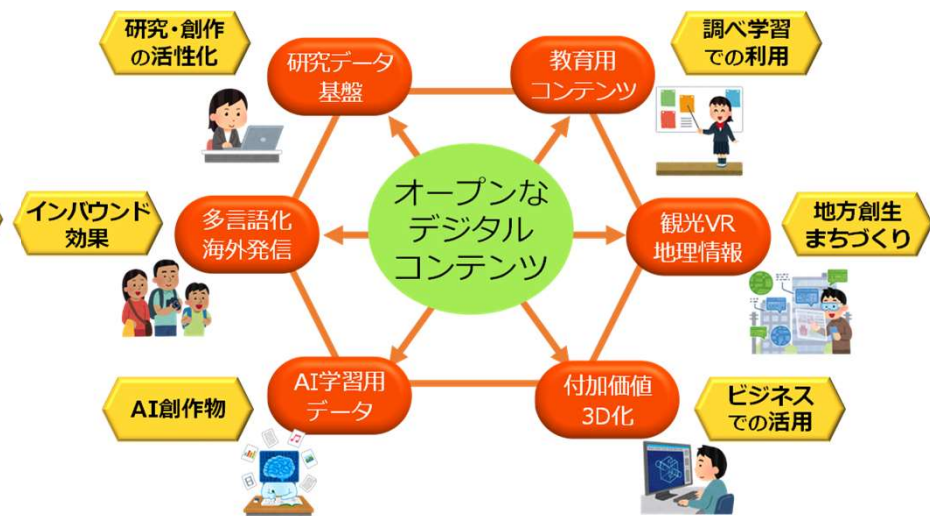 研究・創作
の活性化
研究データ
基盤
教育用
コンテンツ
調べ学習
での利用
インバウンド
効果
多言語化
海外発信
オープンな
デジタル
コンテンツ
観光VR
地理情報
地方創生
まちづくり
AI創作物
AI学習用
データ
付加価値
3D化
ビジネス
での活用